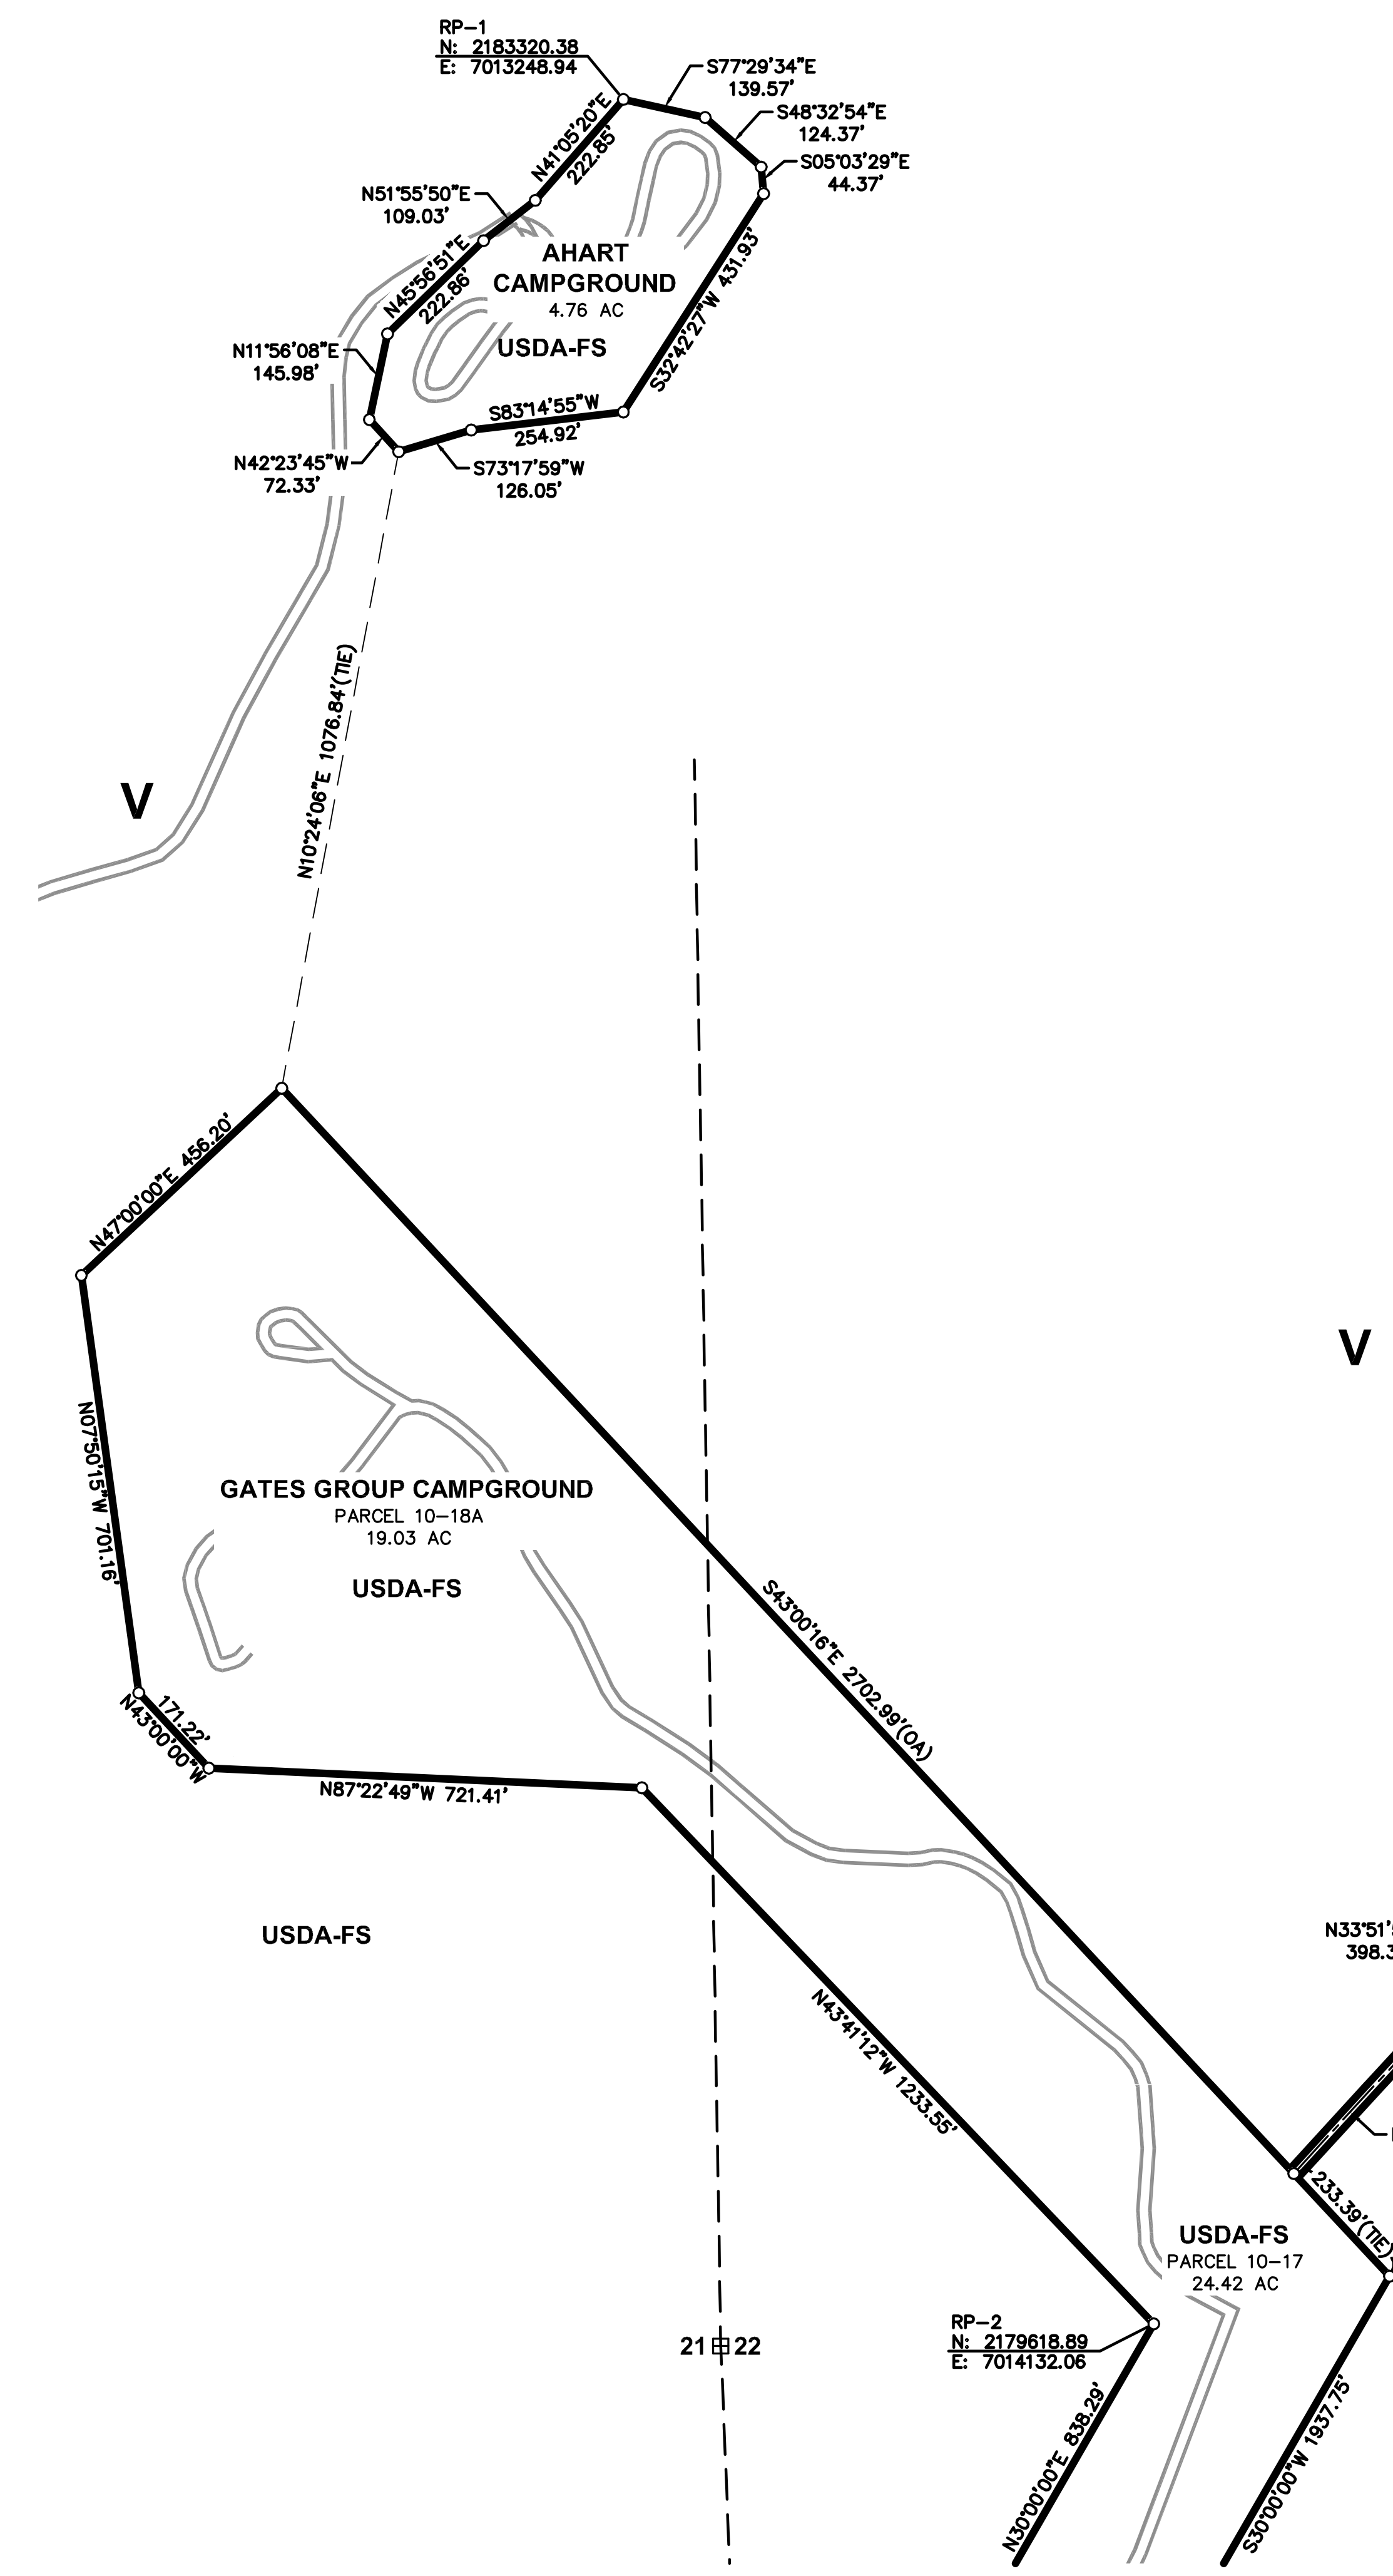 RP-1
N: 2183320.38
E: 7013248.94
S77°29'34"E
139.57'
S48°32'54"E
124.37'
S05°03'29"E
44.37'
N41°05'20"E
222.85'
N51°55'50"E
109.03'
N45°56'51"E
222.86'
AHART
CAMPGROUND
4.76 AC
USDA-FS
S32°42'27"W 431.93'
N11°56'08"E
145.98'
S83°14'55"W
254.92'
N42°23'45"W
72.33'
S73°17'59"W
126.05'
N10°24'06"E 1076.84'(TIE)
V
N47°00'00"E 456.20'
V
N07°50'15"W 701.16'
GATES GROUP CAMPGROUND
PARCEL 10-18A
19.03 AC
USDA-FS
S43°00'16"E 2702.99'(OA)
171.22'
N43°00'00"W
N87°22'49"W 721.41'
USDA-FS
N33°51'
398.3
N43°41'12"W 1233.55'
233.39'(TIE)
USDA-FS
PARCEL 10-17
24.42 AC
RP-2
N: 2179618.89
E: 7014132.06
21 22
N30°00'00"E 838.29'
S30°00'00"W 1937.75'